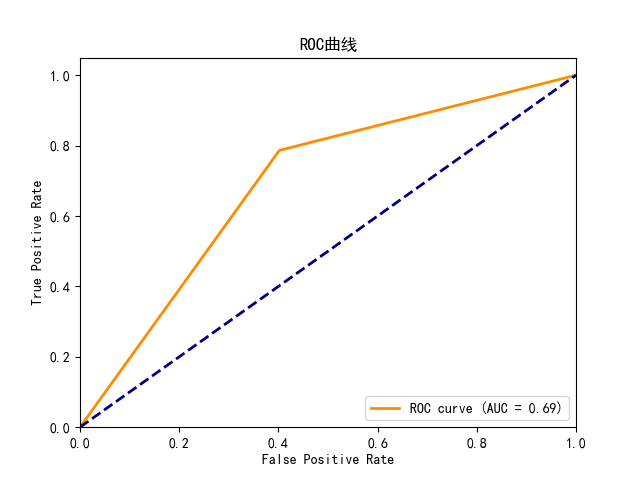 ROC曲线
True Positive Rate
1.0
0.8
0.6
0.4
0.2
0.0
ROC curve (AUC = 0.69)
0.0 0.2 0.4 0.6 0.8 1.0
False Positive Rate